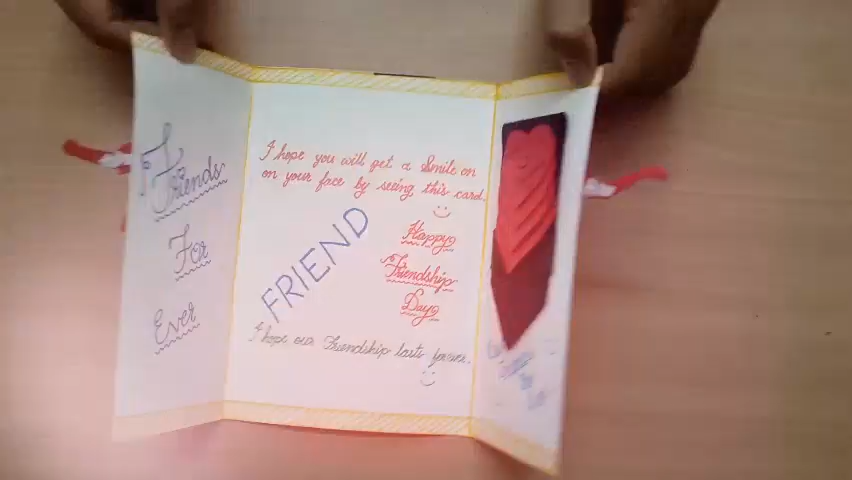 Friends
For
Ever
I hope you will get a Smile on
on your face by seeing this card.
FRIEND
Happy
Friendship
Day
I hope our Friendship lasts forever.